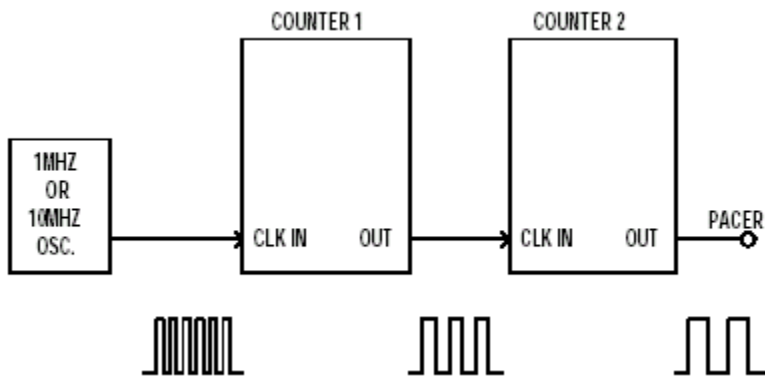 COUNTER 1
COUNTER 2
1MHZ
OR
10MHZ
OSC.
CLK IN
OUT
CLK IN
OUT
PACER